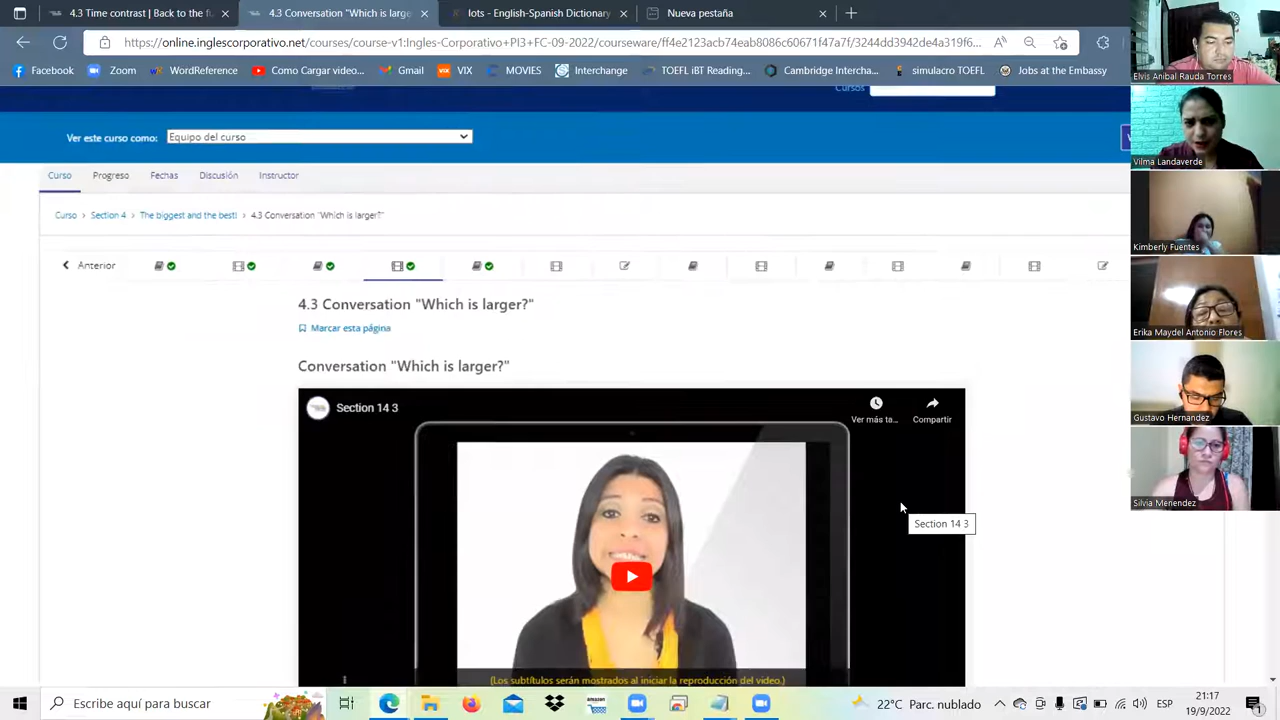 4.3 Time contrast | Back to the f
4.3 Conversation "Which is large
lots - English-Spanish Dictionary
Nueva pestaña
https://online.inglescorporativo.net/courses/course-v1:Ingles-Corporativo+PI3+FC-09-2022/courseware/ff4e2123acb74eab8086c60671f47a7f/3244dd3942de4a319f6...
Facebook
Zoom
WordReference
Como Cargar video...
Gmail
VIX
MOVIES
Interchange
TOEFL iBT Reading...
Cambridge Intercha...
simulacro TOEFL
Jobs at the Embassy
Cursos
Ver este curso como:
Equipo del curso
Curso
Progreso
Fechas
Discusión
Instructor
Curso > Section 4 > The biggest and the best! > 4.3 Conversation "Which is larger?"
Anterior
4.3 Conversation "Which is larger?"
Marcar esta página
Conversation "Which is larger?"
Section 14 3
Ver más ta...
Compartir
Section 14 3
(Los subtítulos serán mostrados al iniciar la reproducción del video.)
Elvis Anibal Rauda Torres
Vilma Landaverde
Kimberly Fuentes
Erika Maydel Antonio Flores
Gustavo Hernandez
Silvia Menendez
Escribe aquí para buscar
amazon
22°C Parc. nublado
ESP
21:17
19/9/2022
1